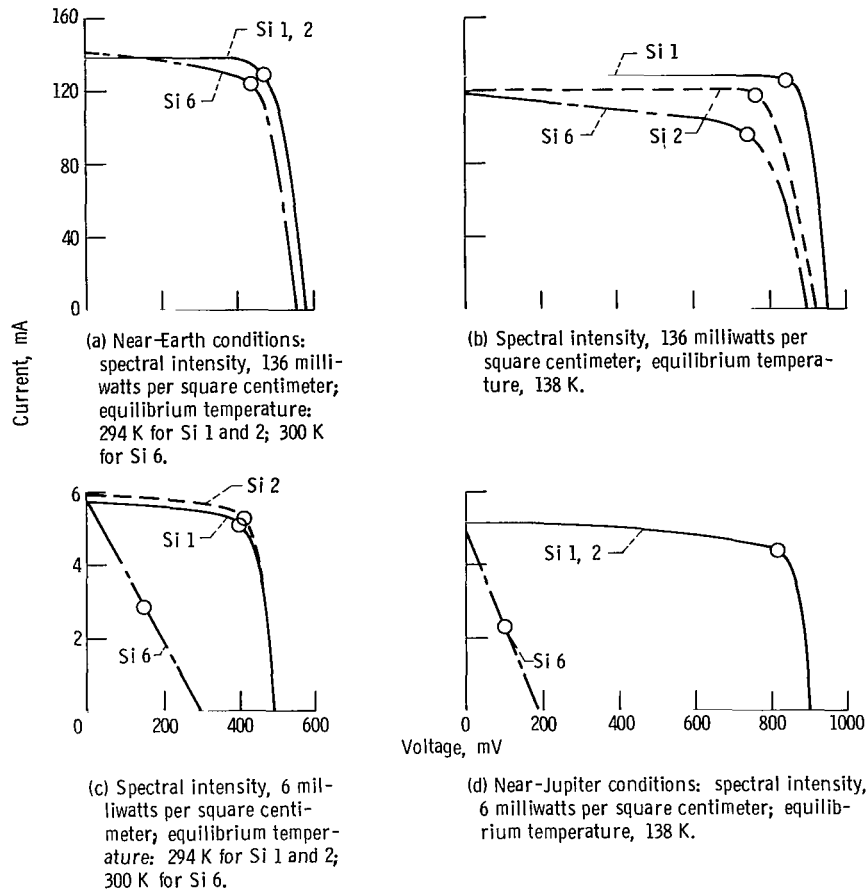 160
120
80
40
0
Si 1, 2
Si 6
(a) Near-Earth conditions:
spectral intensity, 136 milli-
watts per square centimeter;
equilibrium temperature:
294 K for Si 1 and 2; 300 K
for Si 6.
Si 1
Si 6
Si 2
(b) Spectral intensity, 136 milliwatts per
square centimeter; equilibrium tempera-
ture, 138 K.
Current, mA
6
4
2
0
200
400
600
Si 2
Si 1
Si 6
(c) Spectral intensity, 6 mil-
liwatts per square centi-
meter; equilibrium temper-
ature: 294 K for Si 1 and 2;
300 K for Si 6.
Si 1, 2
Si 6
0
200
400
600
800
1000
Voltage, mV
(d) Near-Jupiter conditions: spectral intensity,
6 milliwatts per square centimeter; equilib-
rium temperature, 138 K.